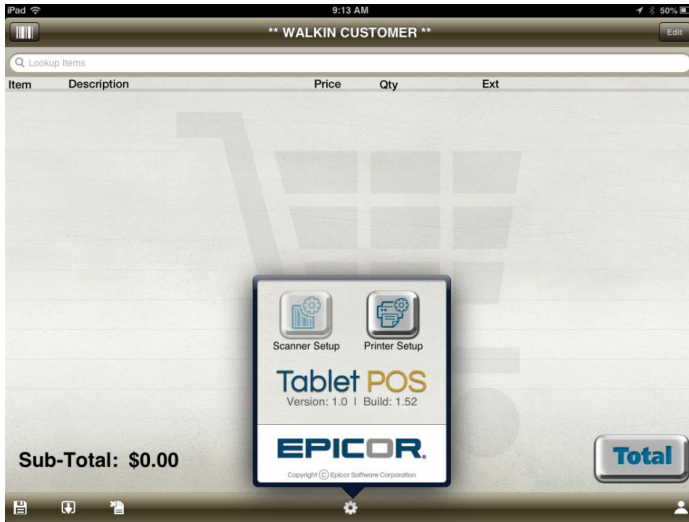 iPad 9:13 AM 50%
** WALKIN CUSTOMER ** Edit
Lookup Items
Item Description Price Qty Ext
Scanner Setup Printer Setup
Tablet POS
Version: 1.0 | Build: 1.52
EPICOR.
Copyright Ⓒ Epicor Software Corporation
Sub-Total: $0.00 Total